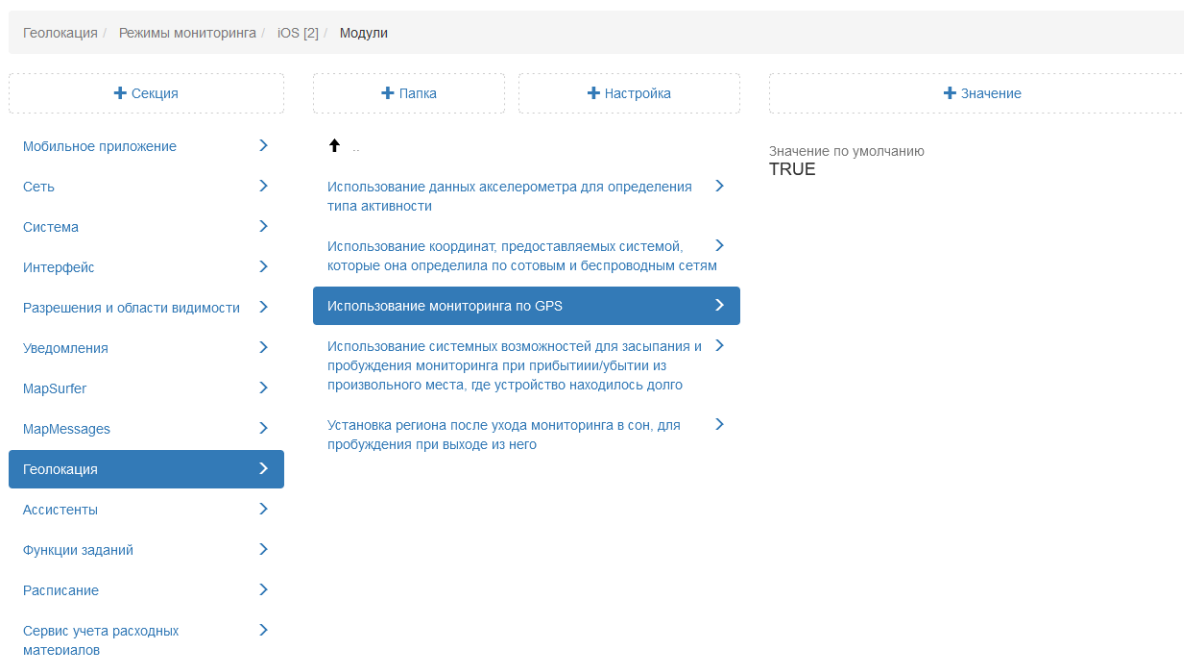 Геолокация / Режимы мониторинга / iOS [2] / Модули
+ Секция
+ Папка
+ Настройка
+ Значение
Мобильное приложение
Сеть
Система
Интерфейс
Разрешения и области видимости
Уведомления
MapSurfer
MapMessages
Геолокация
Ассистенты
Функции заданий
Расписание
Сервис учета расходных
материалов
..
Использование данных акселерометра для определения
типа активности
Использование координат, предоставляемых системой,
которые она определила по сотовым и беспроводным сетям
Использование мониторинга по GPS
Использование системных возможностей для засыпания и
пробуждения мониторинга при прибытиии/убытии из
произвольного места, где устройство находилось долго
Установка региона после ухода мониторинга в сон, для
пробуждения при выходе из него
Значение по умолчанию
TRUE